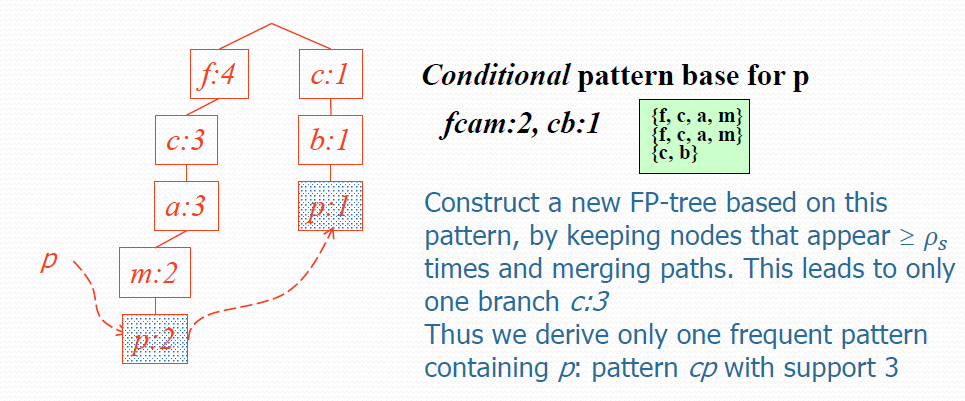 f:4
c:1
c:3
b:1
a:3
p:1
p
m:2
p:2
Conditional pattern base for p
fcam:2, cb:1
{f, c, a, m}
{f, c, a, m}
{c, b}
Construct a new FP-tree based on this
pattern, by keeping nodes that appear ≥ ρₛ
times and merging paths. This leads to only
one branch c:3
Thus we derive only one frequent pattern
containing p: pattern cp with support 3